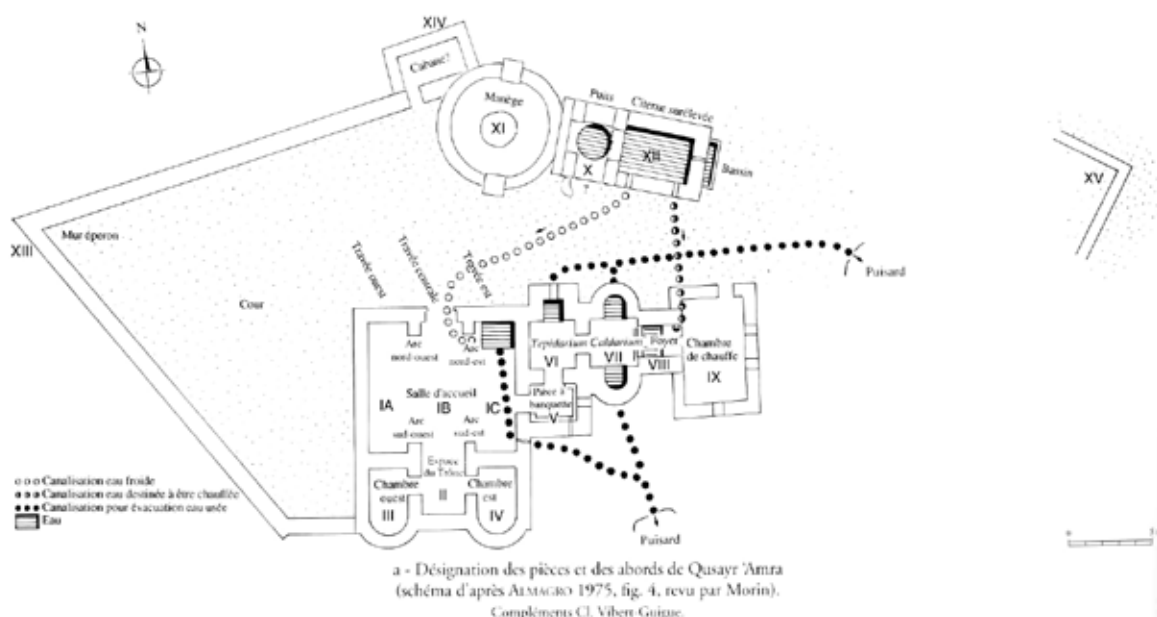 N
XIV
Cabane?
Manège
XI
Puits
Citerne surélevée
X
XII
Bassin
XV
XIII
Mur éperon
Cour
Travée ouest
Travée centrale
Travée est
Puisard
Arc
nord-ouest
Arc
nord-est
Tepidarium
VI
Caldarium
VII
Foyer
VIII
Chambre
de chauffe
IX
Salle d'accueil
IA
IB
IC
Arc
sud-ouest
Arc
sud-est
Pièce à
banquette
V
Espace
du Trône
II
Chambre
ouest
III
Chambre
est
IV
Puisard
Canalisation eau froide
Canalisation eau destinée à être chauffée
Canalisation pour évacuation eau usée
Eau
0
a - Désignation des pièces et des abords de Qusayr 'Amra
(schéma d'après ALMAGRO 1975, fig. 4, revu par Morin).
Compléments Cl. Vibert-Guigue.